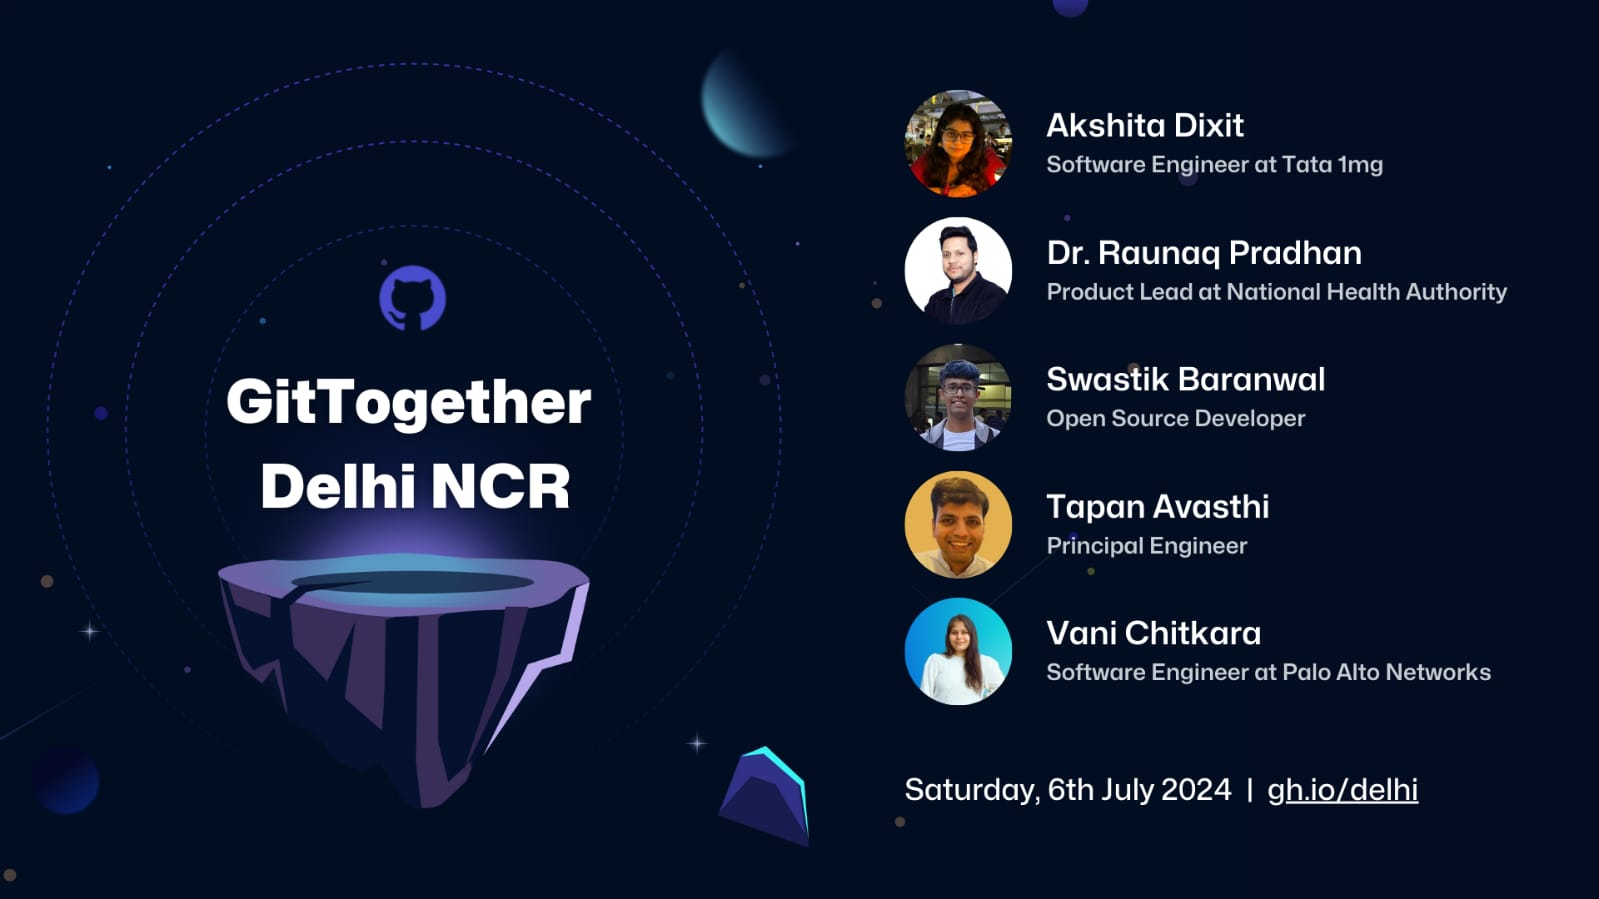 GitTogether
Delhi NCR
Akshita Dixit
Software Engineer at Tata 1mg
Dr. Raunaq Pradhan
Product Lead at National Health Authority
Swastik Baranwal
Open Source Developer
Tapan Avasthi
Principal Engineer
Vani Chitkara
Software Engineer at Palo Alto Networks
Saturday, 6th July 2024 | gh.io/delhi